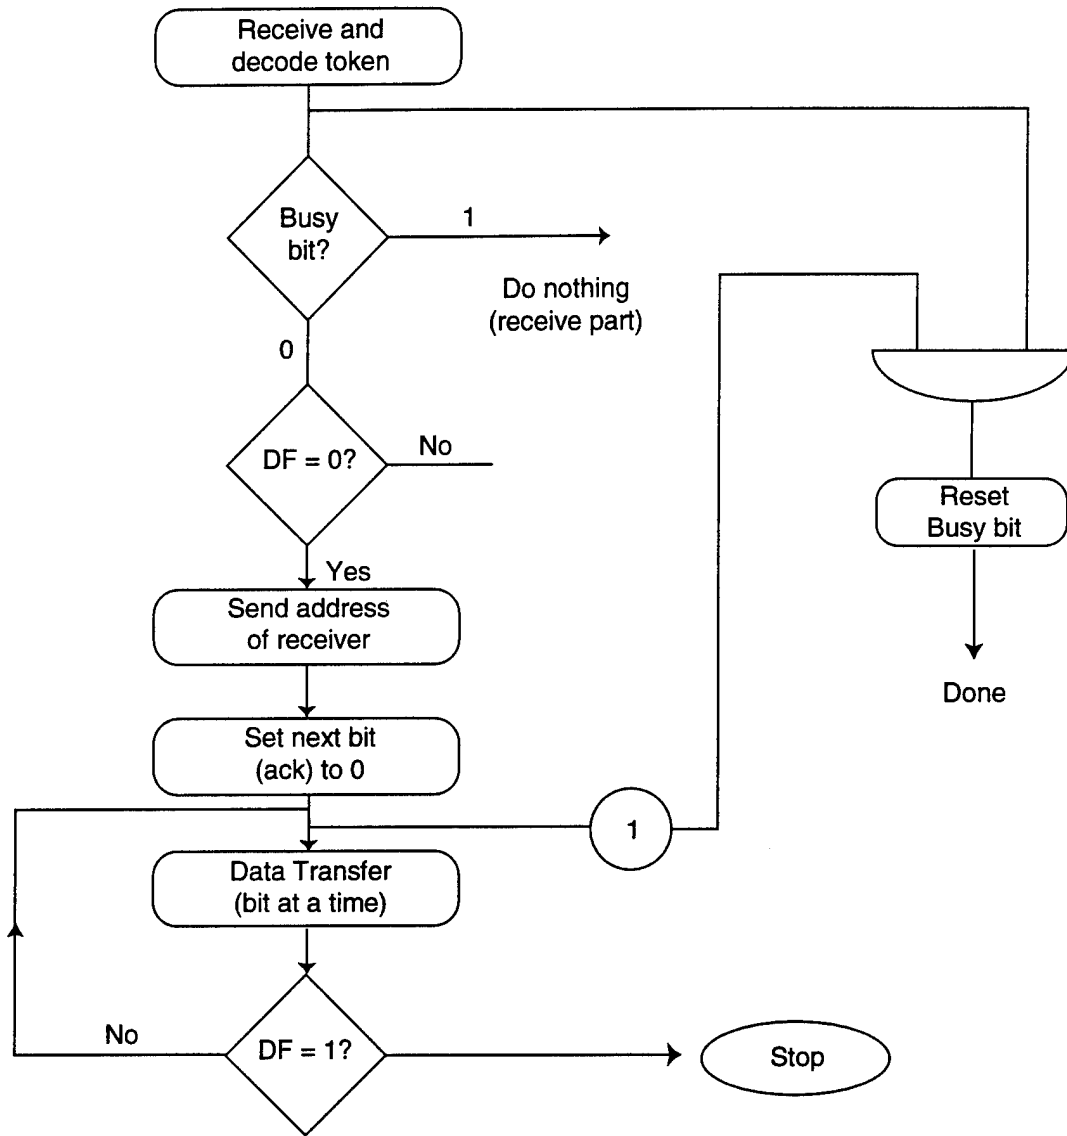 Receive and
decode token
Busy
bit?
1
Do nothing
(receive part)
0
DF = 0?
No
Reset
Busy bit
Yes
Send address
of receiver
Done
Set next bit
(ack) to 0
1
Data Transfer
(bit at a time)
No
DF = 1?
Stop